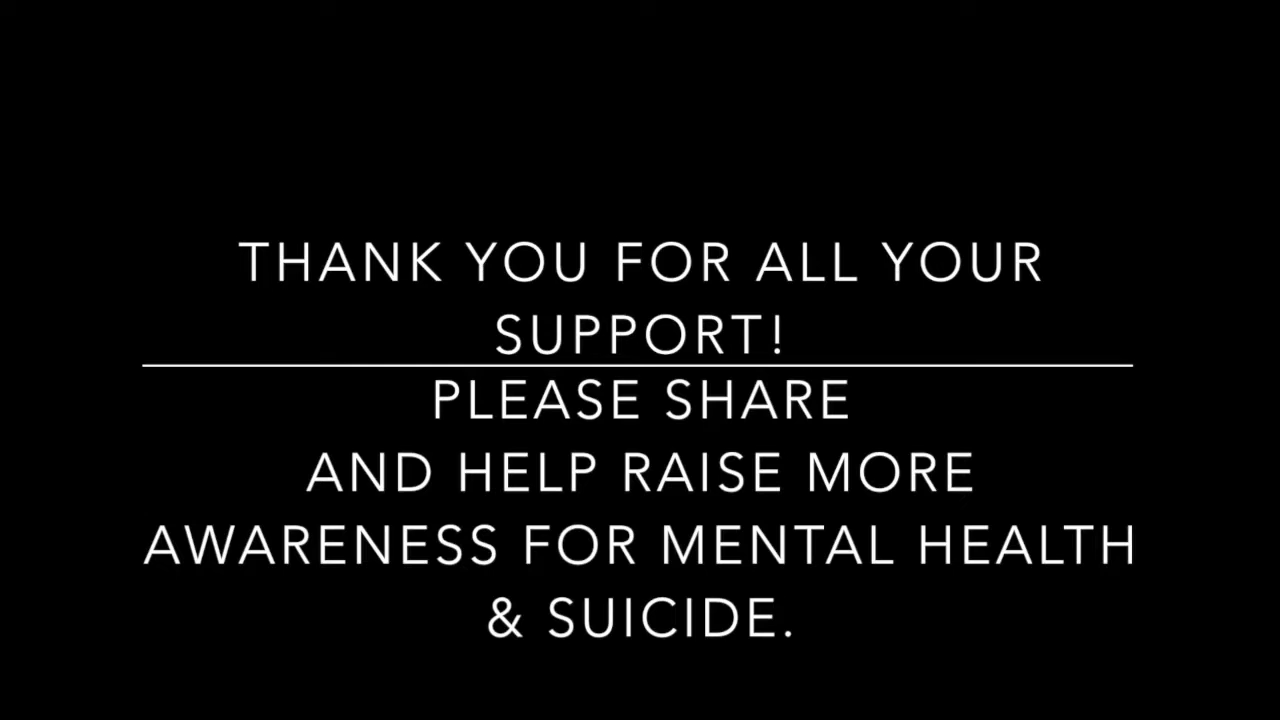 THANK YOU FOR ALL YOUR
SUPPORT!
PLEASE SHARE
AND HELP RAISE MORE
AWARENESS FOR MENTAL HEALTH
& SUICIDE.